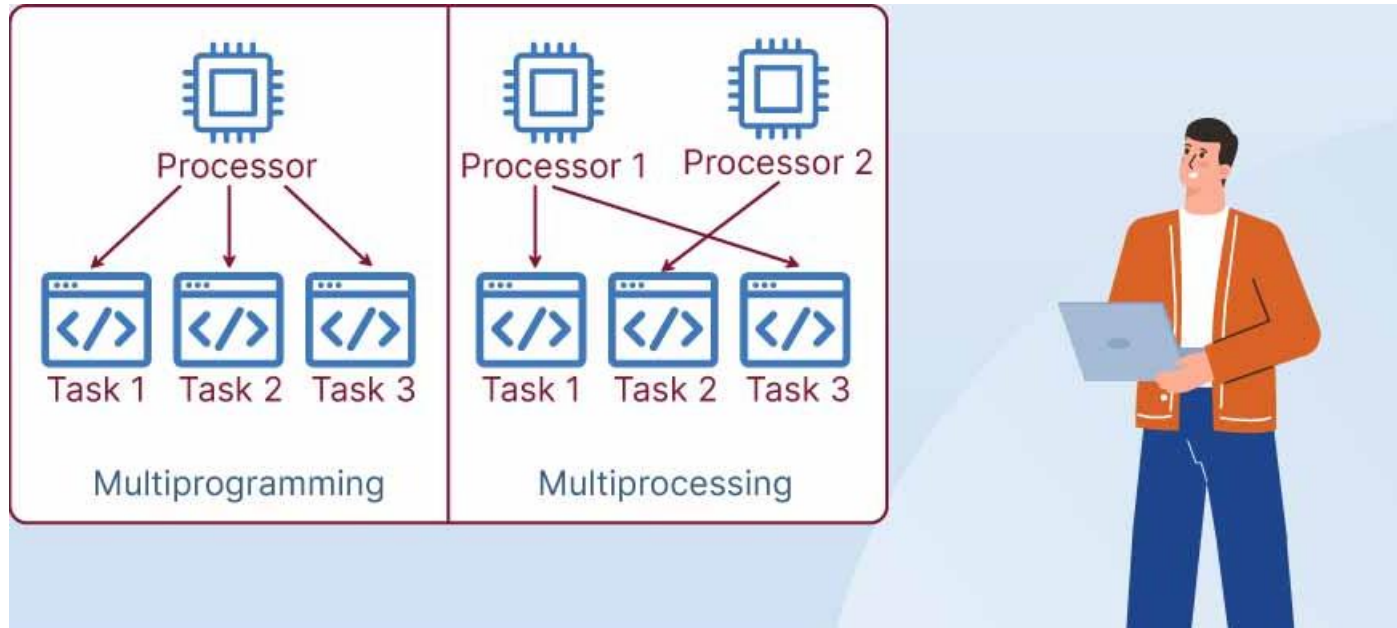 Processor
Task 1 Task 2 Task 3
Multiprogramming
Processor 1 Processor 2
Task 1 Task 2 Task 3
Multiprocessing